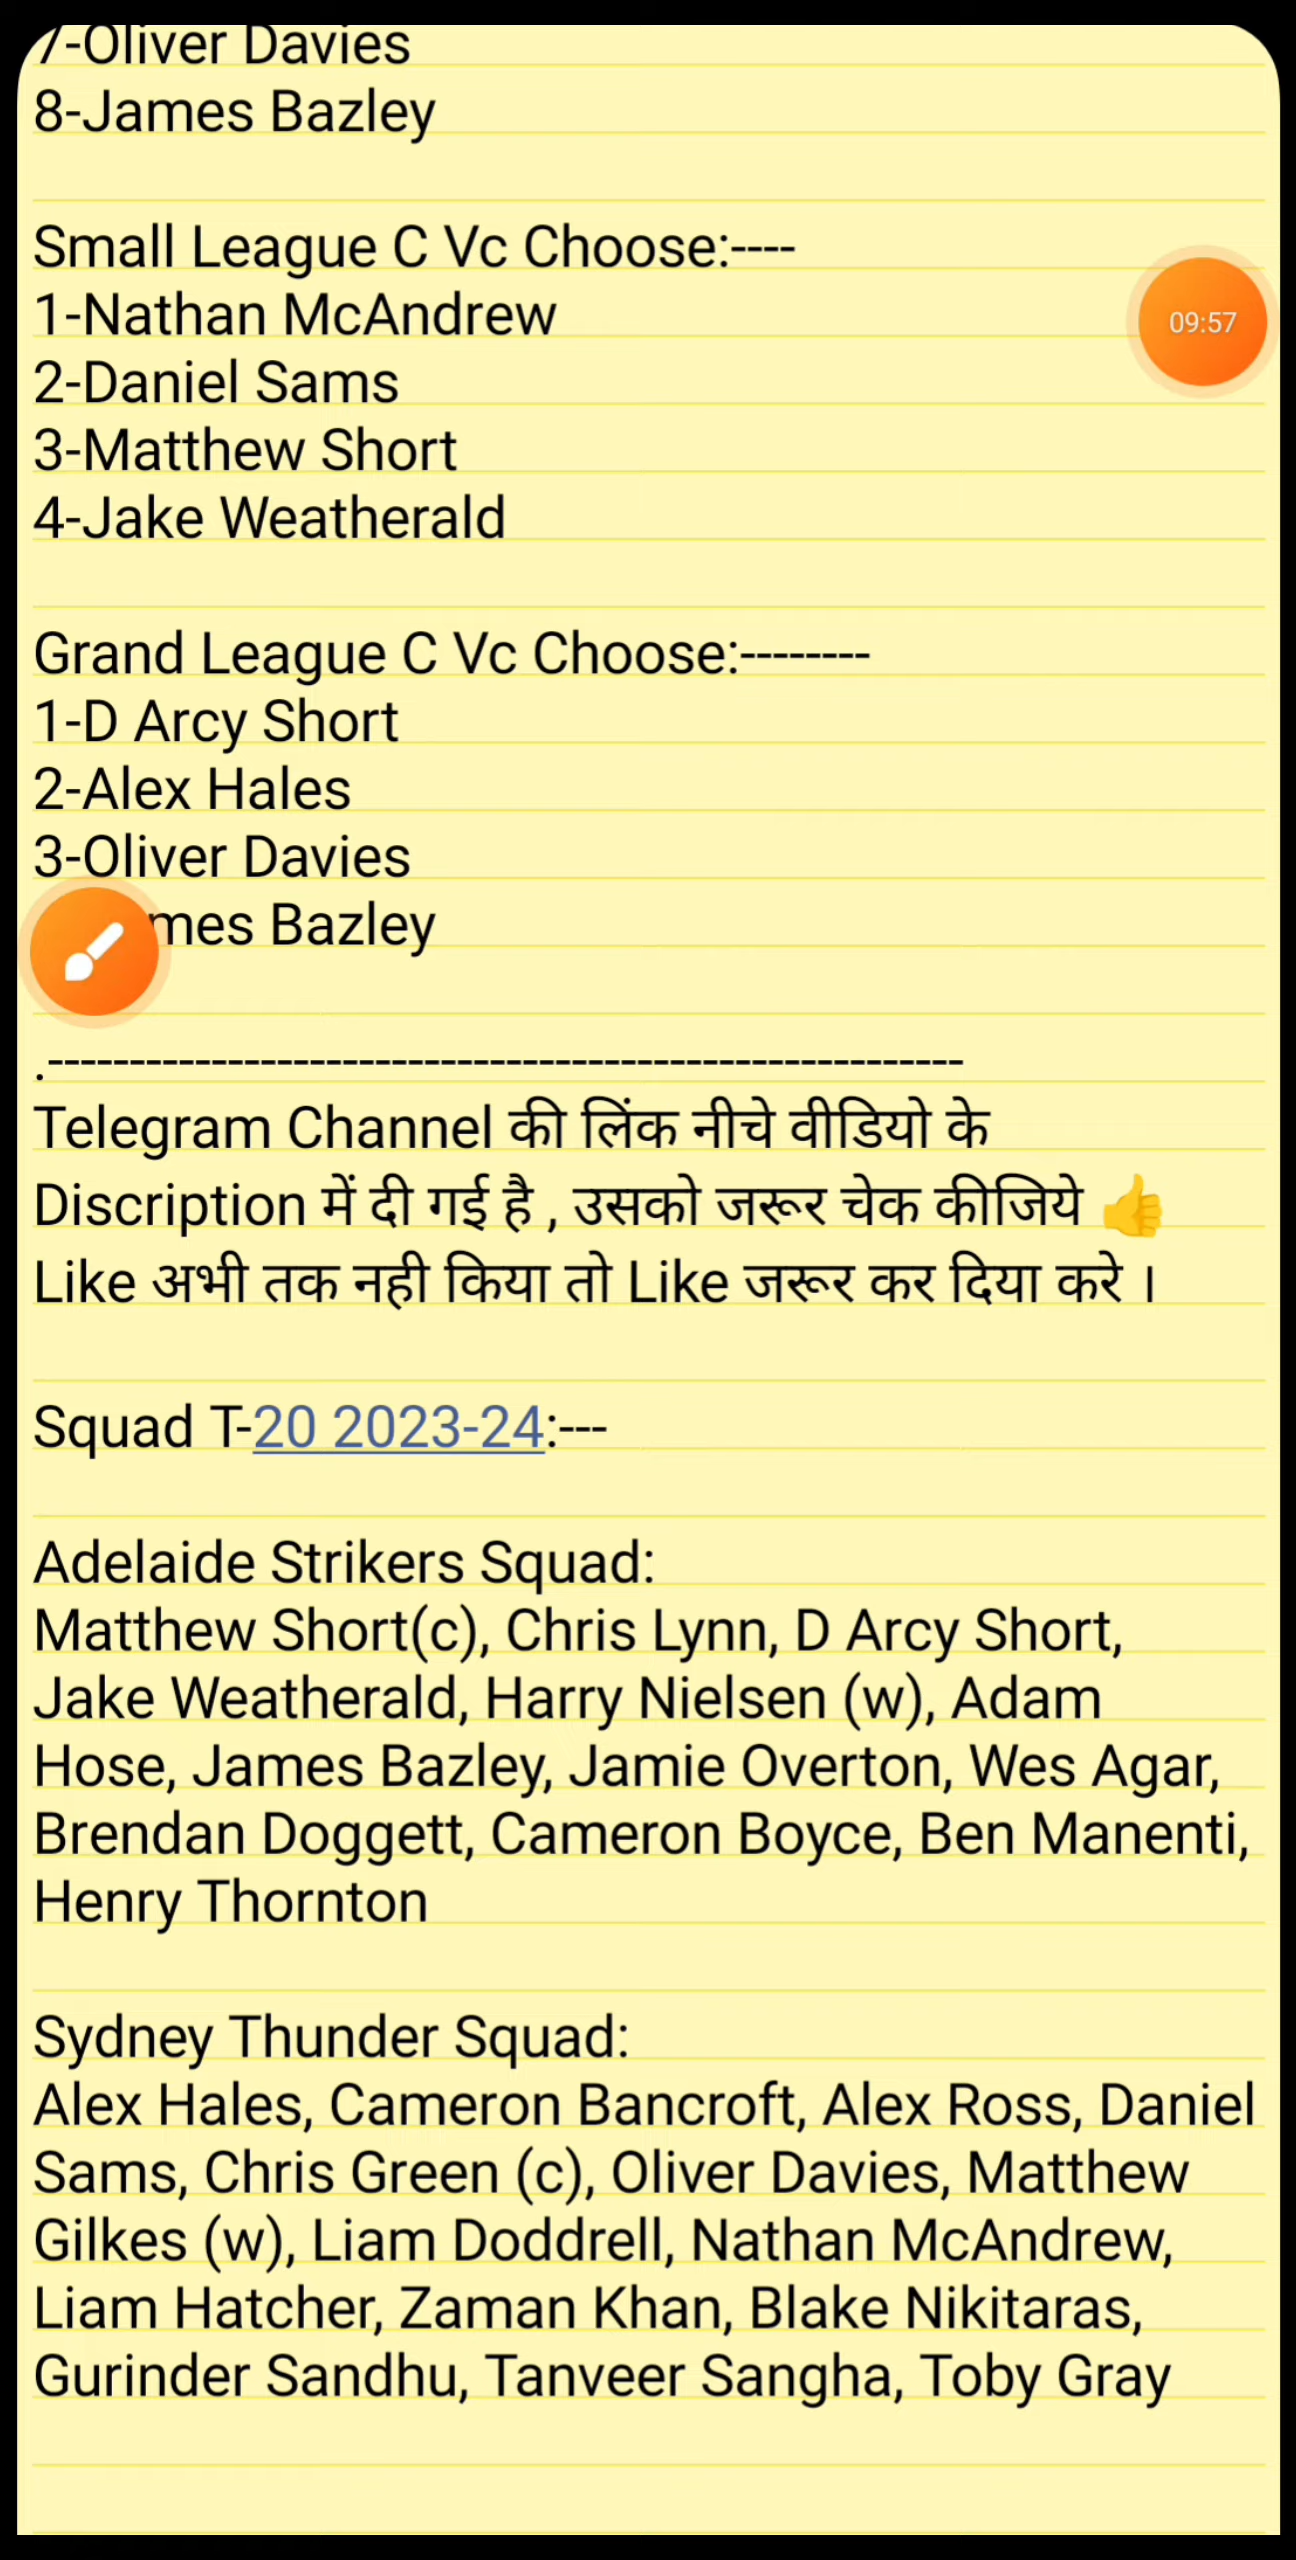 7-Oliver Davies
8-James Bazley
Small League C Vc Choose:----
09:57
1-Nathan McAndrew
2-Daniel Sams
3-Matthew Short
4-Jake Weatherald
Grand League C Vc Choose:--------
1-D Arcy Short
2-Alex Hales
3-Oliver Davies
mes Bazley
.--------------------------------------------------------
Telegram Channel की लिंक नीचे वीडियो के
Discription में दी गई है , उसको जरूर चेक कीजिये 👍
Like अभी तक नही किया तो Like जरूर कर दिया करे ।
Squad T-20 2023-24:---
Adelaide Strikers Squad:
Matthew Short(c), Chris Lynn, D Arcy Short,
Jake Weatherald, Harry Nielsen (w), Adam
Hose, James Bazley, Jamie Overton, Wes Agar,
Brendan Doggett, Cameron Boyce, Ben Manenti,
Henry Thornton
Sydney Thunder Squad:
Alex Hales, Cameron Bancroft, Alex Ross, Daniel
Sams, Chris Green (c), Oliver Davies, Matthew
Gilkes (w), Liam Doddrell, Nathan McAndrew,
Liam Hatcher, Zaman Khan, Blake Nikitaras,
Gurinder Sandhu, Tanveer Sangha, Toby Gray